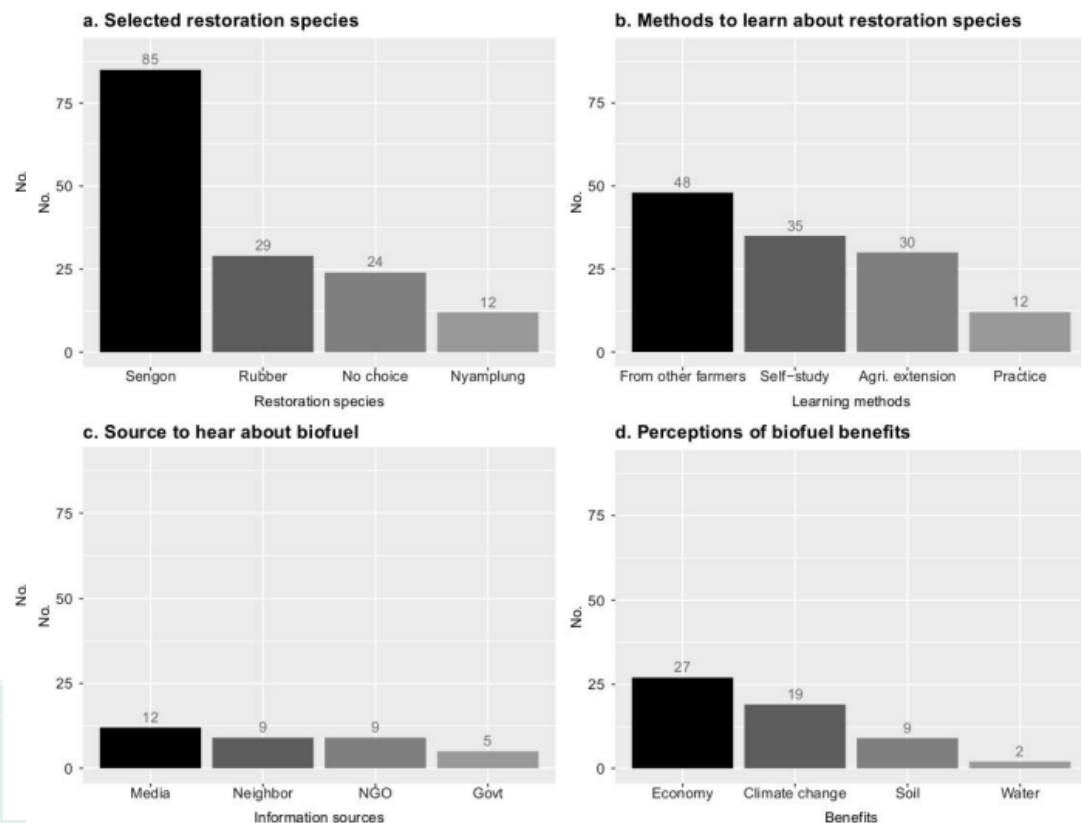 a. Selected restoration species
No.
No.
75
50
25
0
85
29
24
12
Sengon Rubber No choice Nyamplung
Restoration species
b. Methods to learn about restoration species
No.
75
50
25
0
48
35
30
12
From other farmers Self−study Agri. extension Practice
Learning methods
c. Source to hear about biofuel
No.
No.
75
50
25
0
12
9
9
5
Media Neighbor NGO Govt
Information sources
d. Perceptions of biofuel benefits
No.
75
50
25
0
27
19
9
2
Economy Climate change Soil Water
Benefits